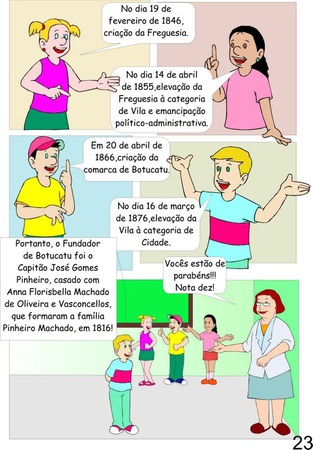 No dia 19 de
fevereiro de 1846,
criação da Freguesia.
No dia 14 de abril
de 1855,elevação da
Freguesia à categoria
de Vila e emancipação
político-administrativa.
Em 20 de abril de
1866,criação da
comarca de Botucatu.
No dia 16 de março
de 1876,elevação da
Vila à categoria de
Cidade.
Portanto, o Fundador
de Botucatu foi o
Capitão José Gomes
Pinheiro, casado com
Anna Florisbella Machado
de Oliveira e Vasconcellos,
que formaram a família
Pinheiro Machado, em 1816!
Vocês estão de
parabéns!!!
Nota dez!
23